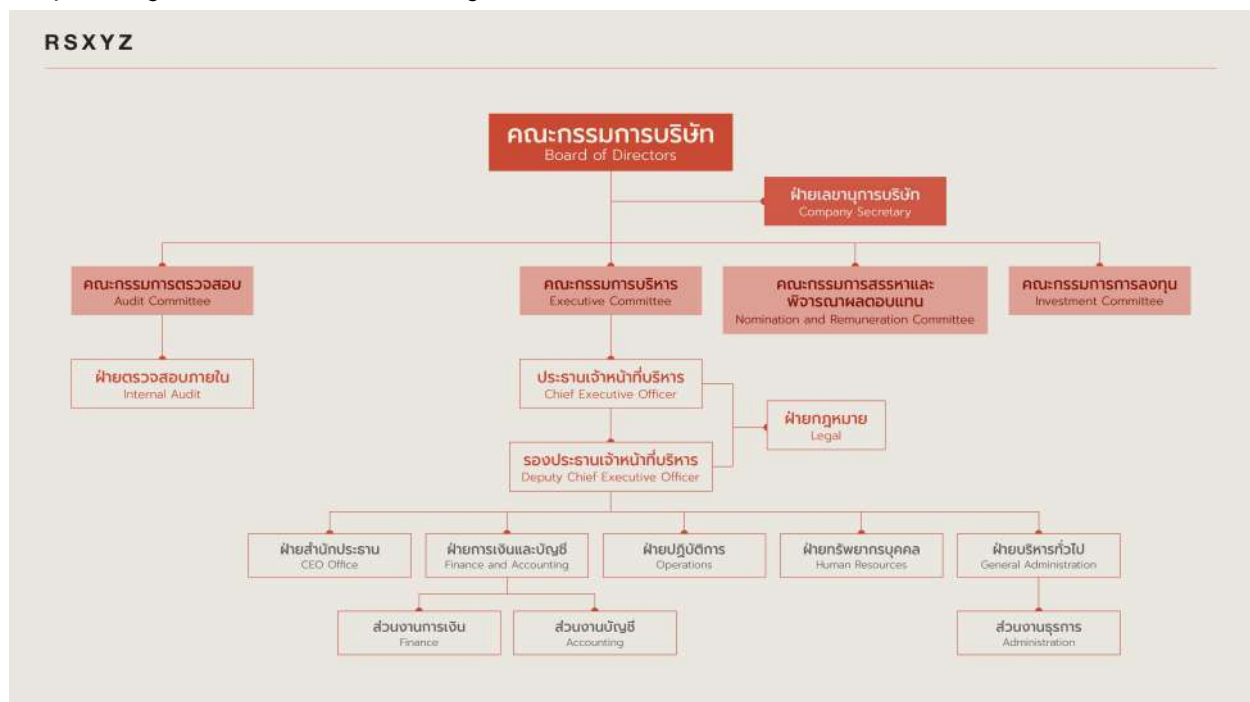 RSXYZ
คณะกรรมการบริษัท
Board of Directors
ฝ่ายเลขานุการบริษัท
Company Secretary
คณะกรรมการตรวจสอบ
Audit Committee
คณะกรรมการบริหาร
Executive Committee
คณะกรรมการสรรหาและ
พิจารณาผลตอบแทน
Nomination and Remuneration Committee
คณะกรรมการการลงทุน
Investment Committee
ฝ่ายตรวจสอบภายใน
Internal Audit
ประธานเจ้าหน้าที่บริหาร
Chief Executive Officer
ฝ่ายกฎหมาย
Legal
รองประธานเจ้าหน้าที่บริหาร
Deputy Chief Executive Officer
ฝ่ายสำนักประธาน
CEO Office
ฝ่ายการเงินและบัญชี
Finance and Accounting
ฝ่ายปฏิบัติการ
Operations
ฝ่ายทรัพยากรบุคคล
Human Resources
ฝ่ายบริหารทั่วไป
General Administration
ส่วนงานการเงิน
Finance
ส่วนงานบัญชี
Accounting
ส่วนงานธุรการ
Administration